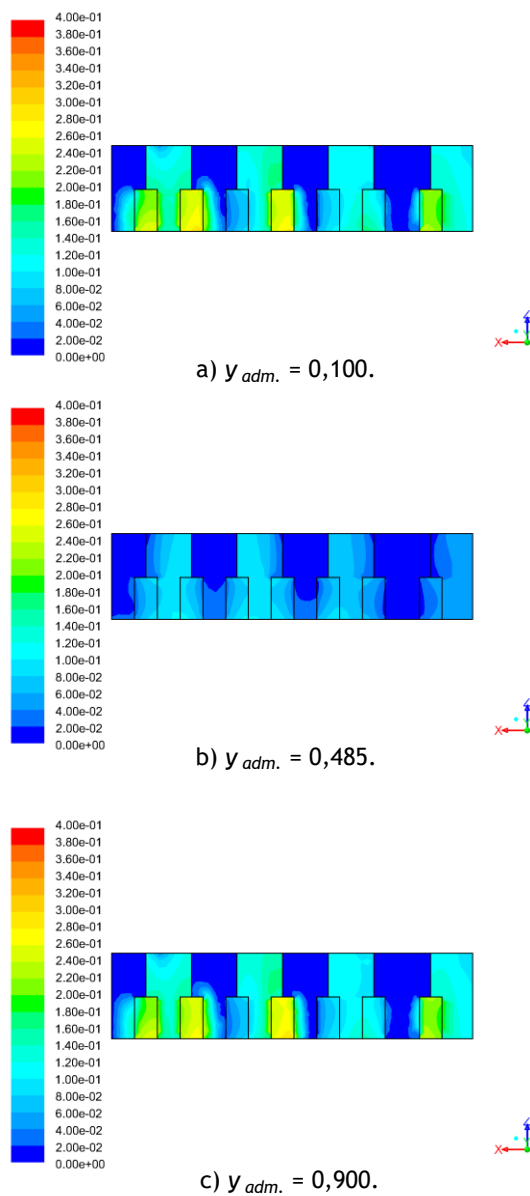 4.00e-01
3.80e-01
3.60e-01
3.40e-01
3.20e-01
3.00e-01
2.80e-01
2.60e-01
2.40e-01
2.20e-01
2.00e-01
1.80e-01
1.60e-01
1.40e-01
1.20e-01
1.00e-01
8.00e-02
6.00e-02
4.00e-02
2.00e-02
0.00e+00
Z
X
Y
a) y adm. = 0,100.
4.00e-01
3.80e-01
3.60e-01
3.40e-01
3.20e-01
3.00e-01
2.80e-01
2.60e-01
2.40e-01
2.20e-01
2.00e-01
1.80e-01
1.60e-01
1.40e-01
1.20e-01
1.00e-01
8.00e-02
6.00e-02
4.00e-02
2.00e-02
0.00e+00
Z
X
Y
b) y adm. = 0,485.
4.00e-01
3.80e-01
3.60e-01
3.40e-01
3.20e-01
3.00e-01
2.80e-01
2.60e-01
2.40e-01
2.20e-01
2.00e-01
1.80e-01
1.60e-01
1.40e-01
1.20e-01
1.00e-01
8.00e-02
6.00e-02
4.00e-02
2.00e-02
0.00e+00
Z
X
Y
c) y adm. = 0,900.